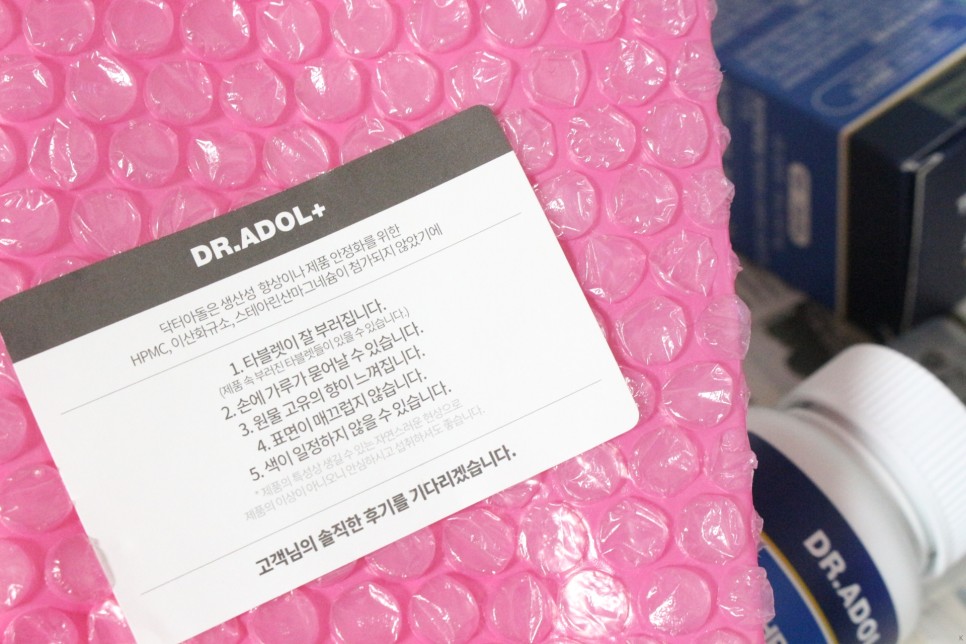 DR.ADOL+
닥터아돌은 생산성 향상이나 제품 안정화를 위한
HPMC, 이산화규소, 스테아린산마그네슘이 첨가되지 않았기에
1. 타블렛이 잘 부러집니다.
(제품 속 부러진 타블렛들이 있을 수 있습니다.)
2. 손에 가루가 묻어날 수 있습니다.
3. 원물 고유의 향이 느껴집니다.
4. 표면이 매끄럽지 않습니다.
5. 색이 일정하지 않을 수 있습니다.
* 제품의 특성상 생길 수 있는 자연스러운 현상으로
제품의 이상이 아니오니 안심하시고 섭취하셔도 좋습니다.
고객님의 솔직한 후기를 기다리겠습니다.
DR.ADOL